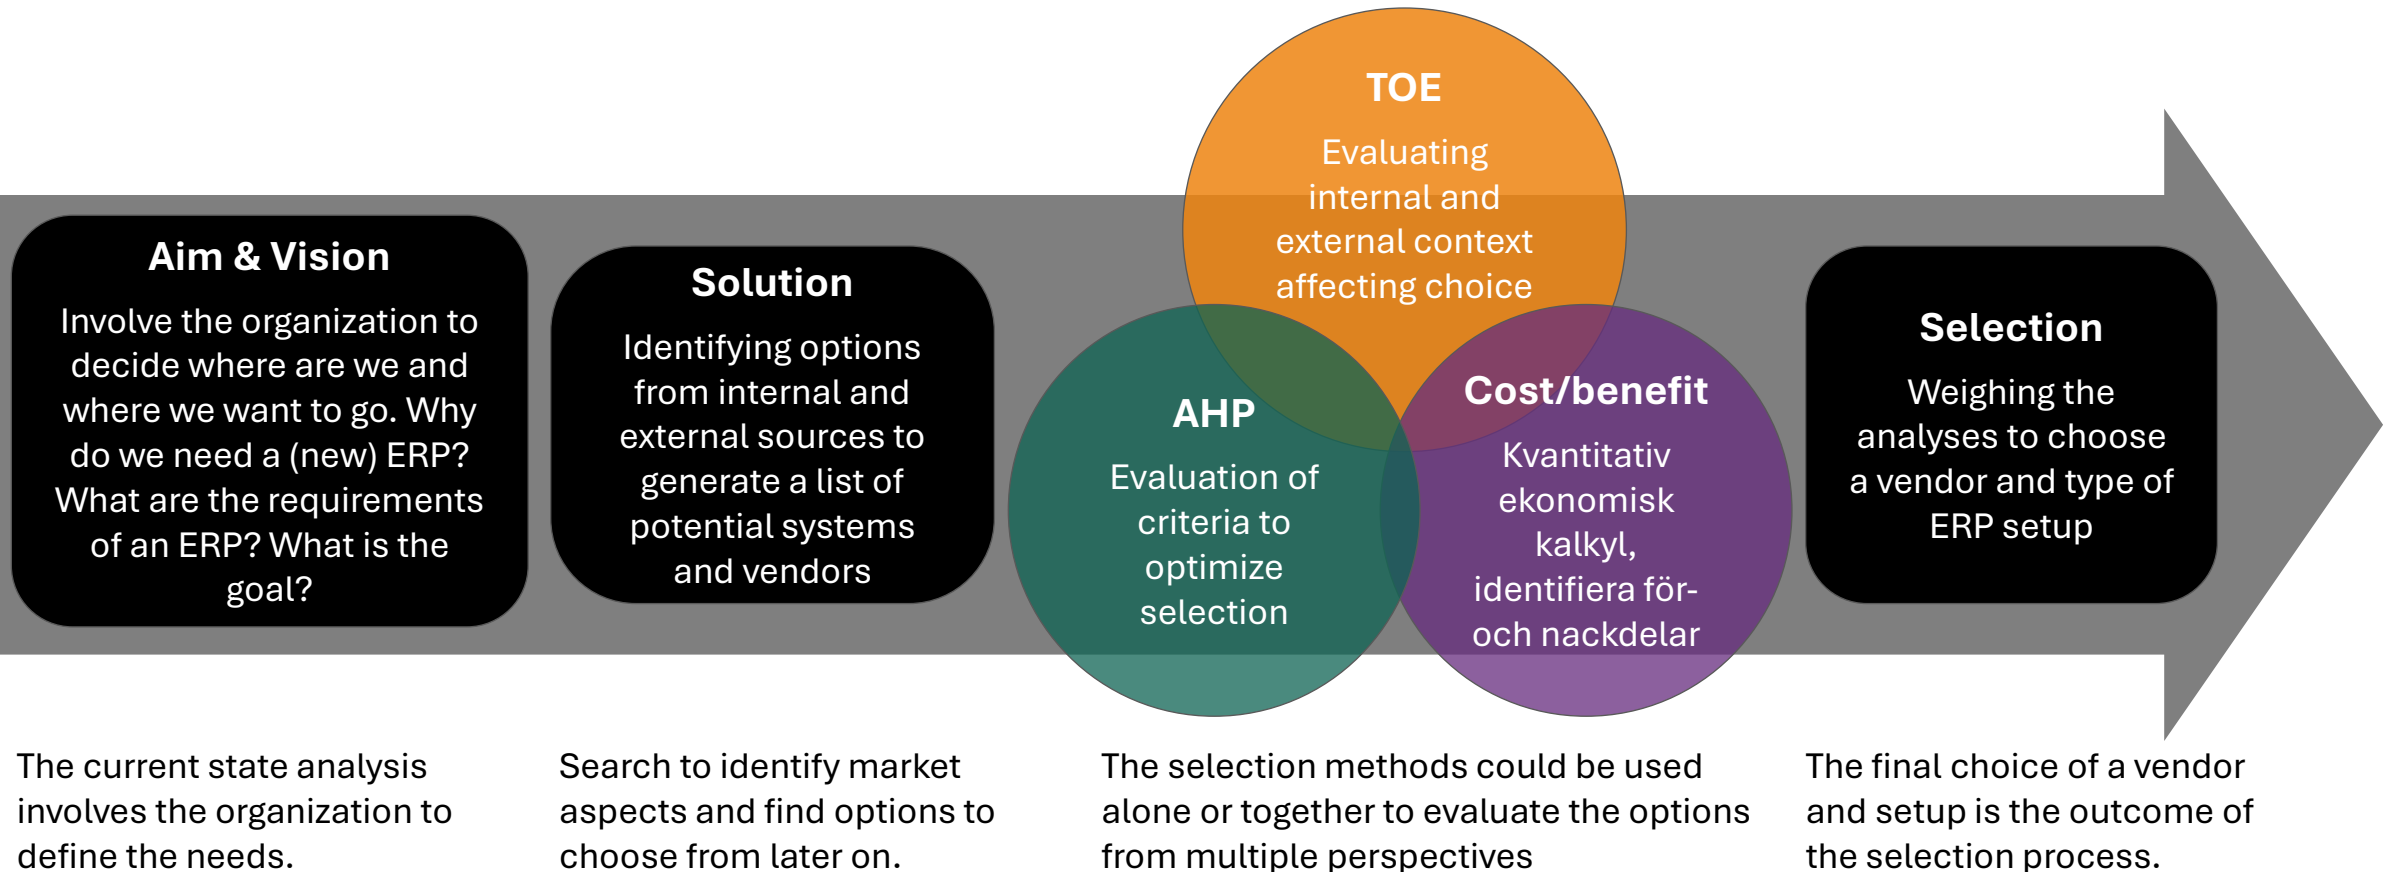 Aim & Vision
Involve the organization to
decide where are we and
where we want to go. Why
do we need a (new) ERP?
What are the requirements
of an ERP? What is the
goal?
Solution
Identifying options
from internal and
external sources to
generate a list of
potential systems
and vendors
TOE
Evaluating
internal and
external context
affecting choice
AHP
Evaluation of
criteria to
optimize
selection
Cost/benefit
Kvantitativ
ekonomisk
kalkyl,
identifiera för-
och nackdelar
Selection
Weighing the
analyses to choose
a vendor and type of
ERP setup
The current state analysis
involves the organization to
define the needs.
Search to identify market
aspects and find options to
choose from later on.
The selection methods could be used
alone or together to evaluate the options
from multiple perspectives
The final choice of a vendor
and setup is the outcome of
the selection process.